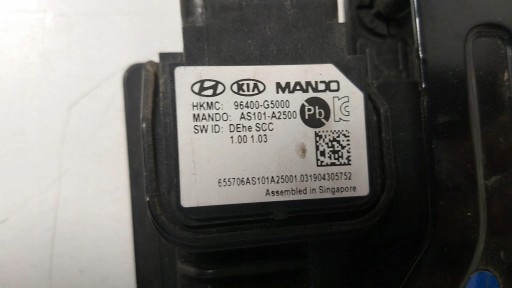 KIA MANDO
HKMC: 96400-G5000
MANDO: AS101-A2500
SW ID: DEhe SCC
1.00 1.03
Pb
655706AS101A25001.031904305752
Assembled in Singapore